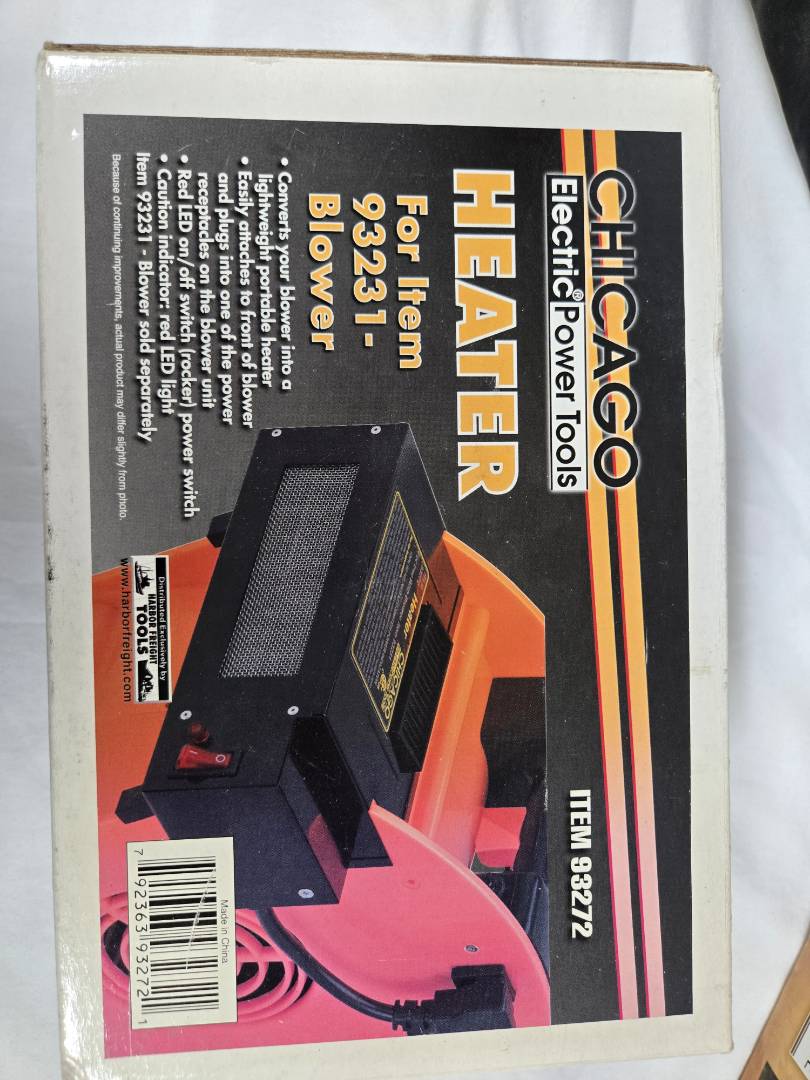 CHICAGO
Electric® Power Tools
ITEM 93272
HEATER
For Item
93231-
Blower
• Converts your blower into a
lightweight portable heater
• Easily attaches to front of blower
and plugs into one of the power
receptacles on the blower unit
• Red LED on/off switch (rocker) power switch
• Caution indicator: red LED light
Item 93231 - Blower sold separately
Because of continuing improvements, actual product may differ slightly from photo.
Heater
CHICAGO
Distributed Exclusively by
HARBOR FREIGHT
TOOLS
www.harborfreight.com
Made in China
7 92363 93272 1